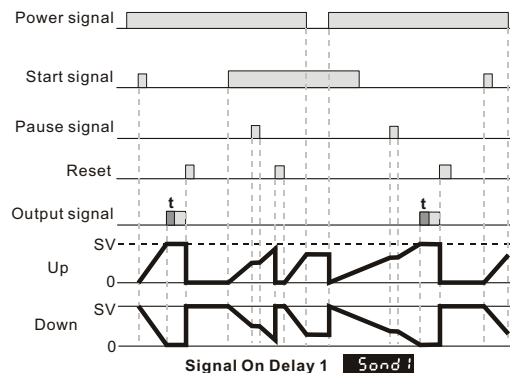 Power signal
Start signal
Pause signal
Reset
t
t
Output signal
SV
Up
0
SV
Down
0
Signal On Delay 1 Sond1